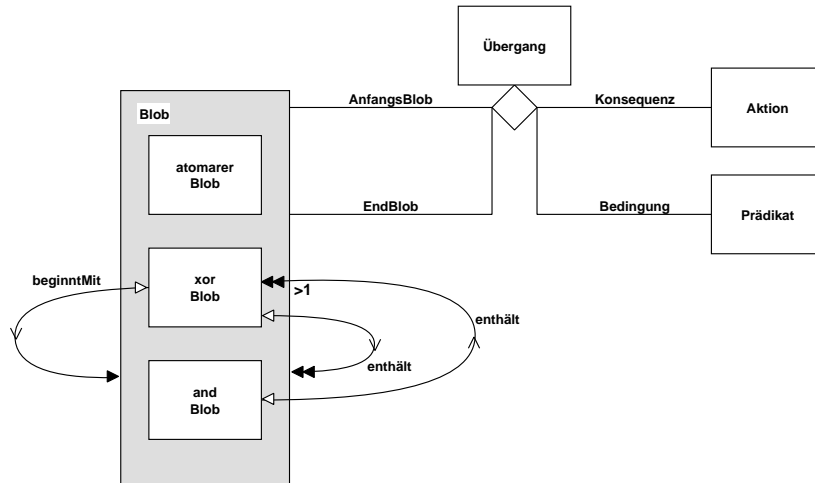 Übergang
AnfangsBlob
Konsequenz
Aktion
Blob
atomarer
Blob
EndBlob
Bedingung
Prädikat
beginntMit
xor
Blob
>1
enthält
enthält
and
Blob